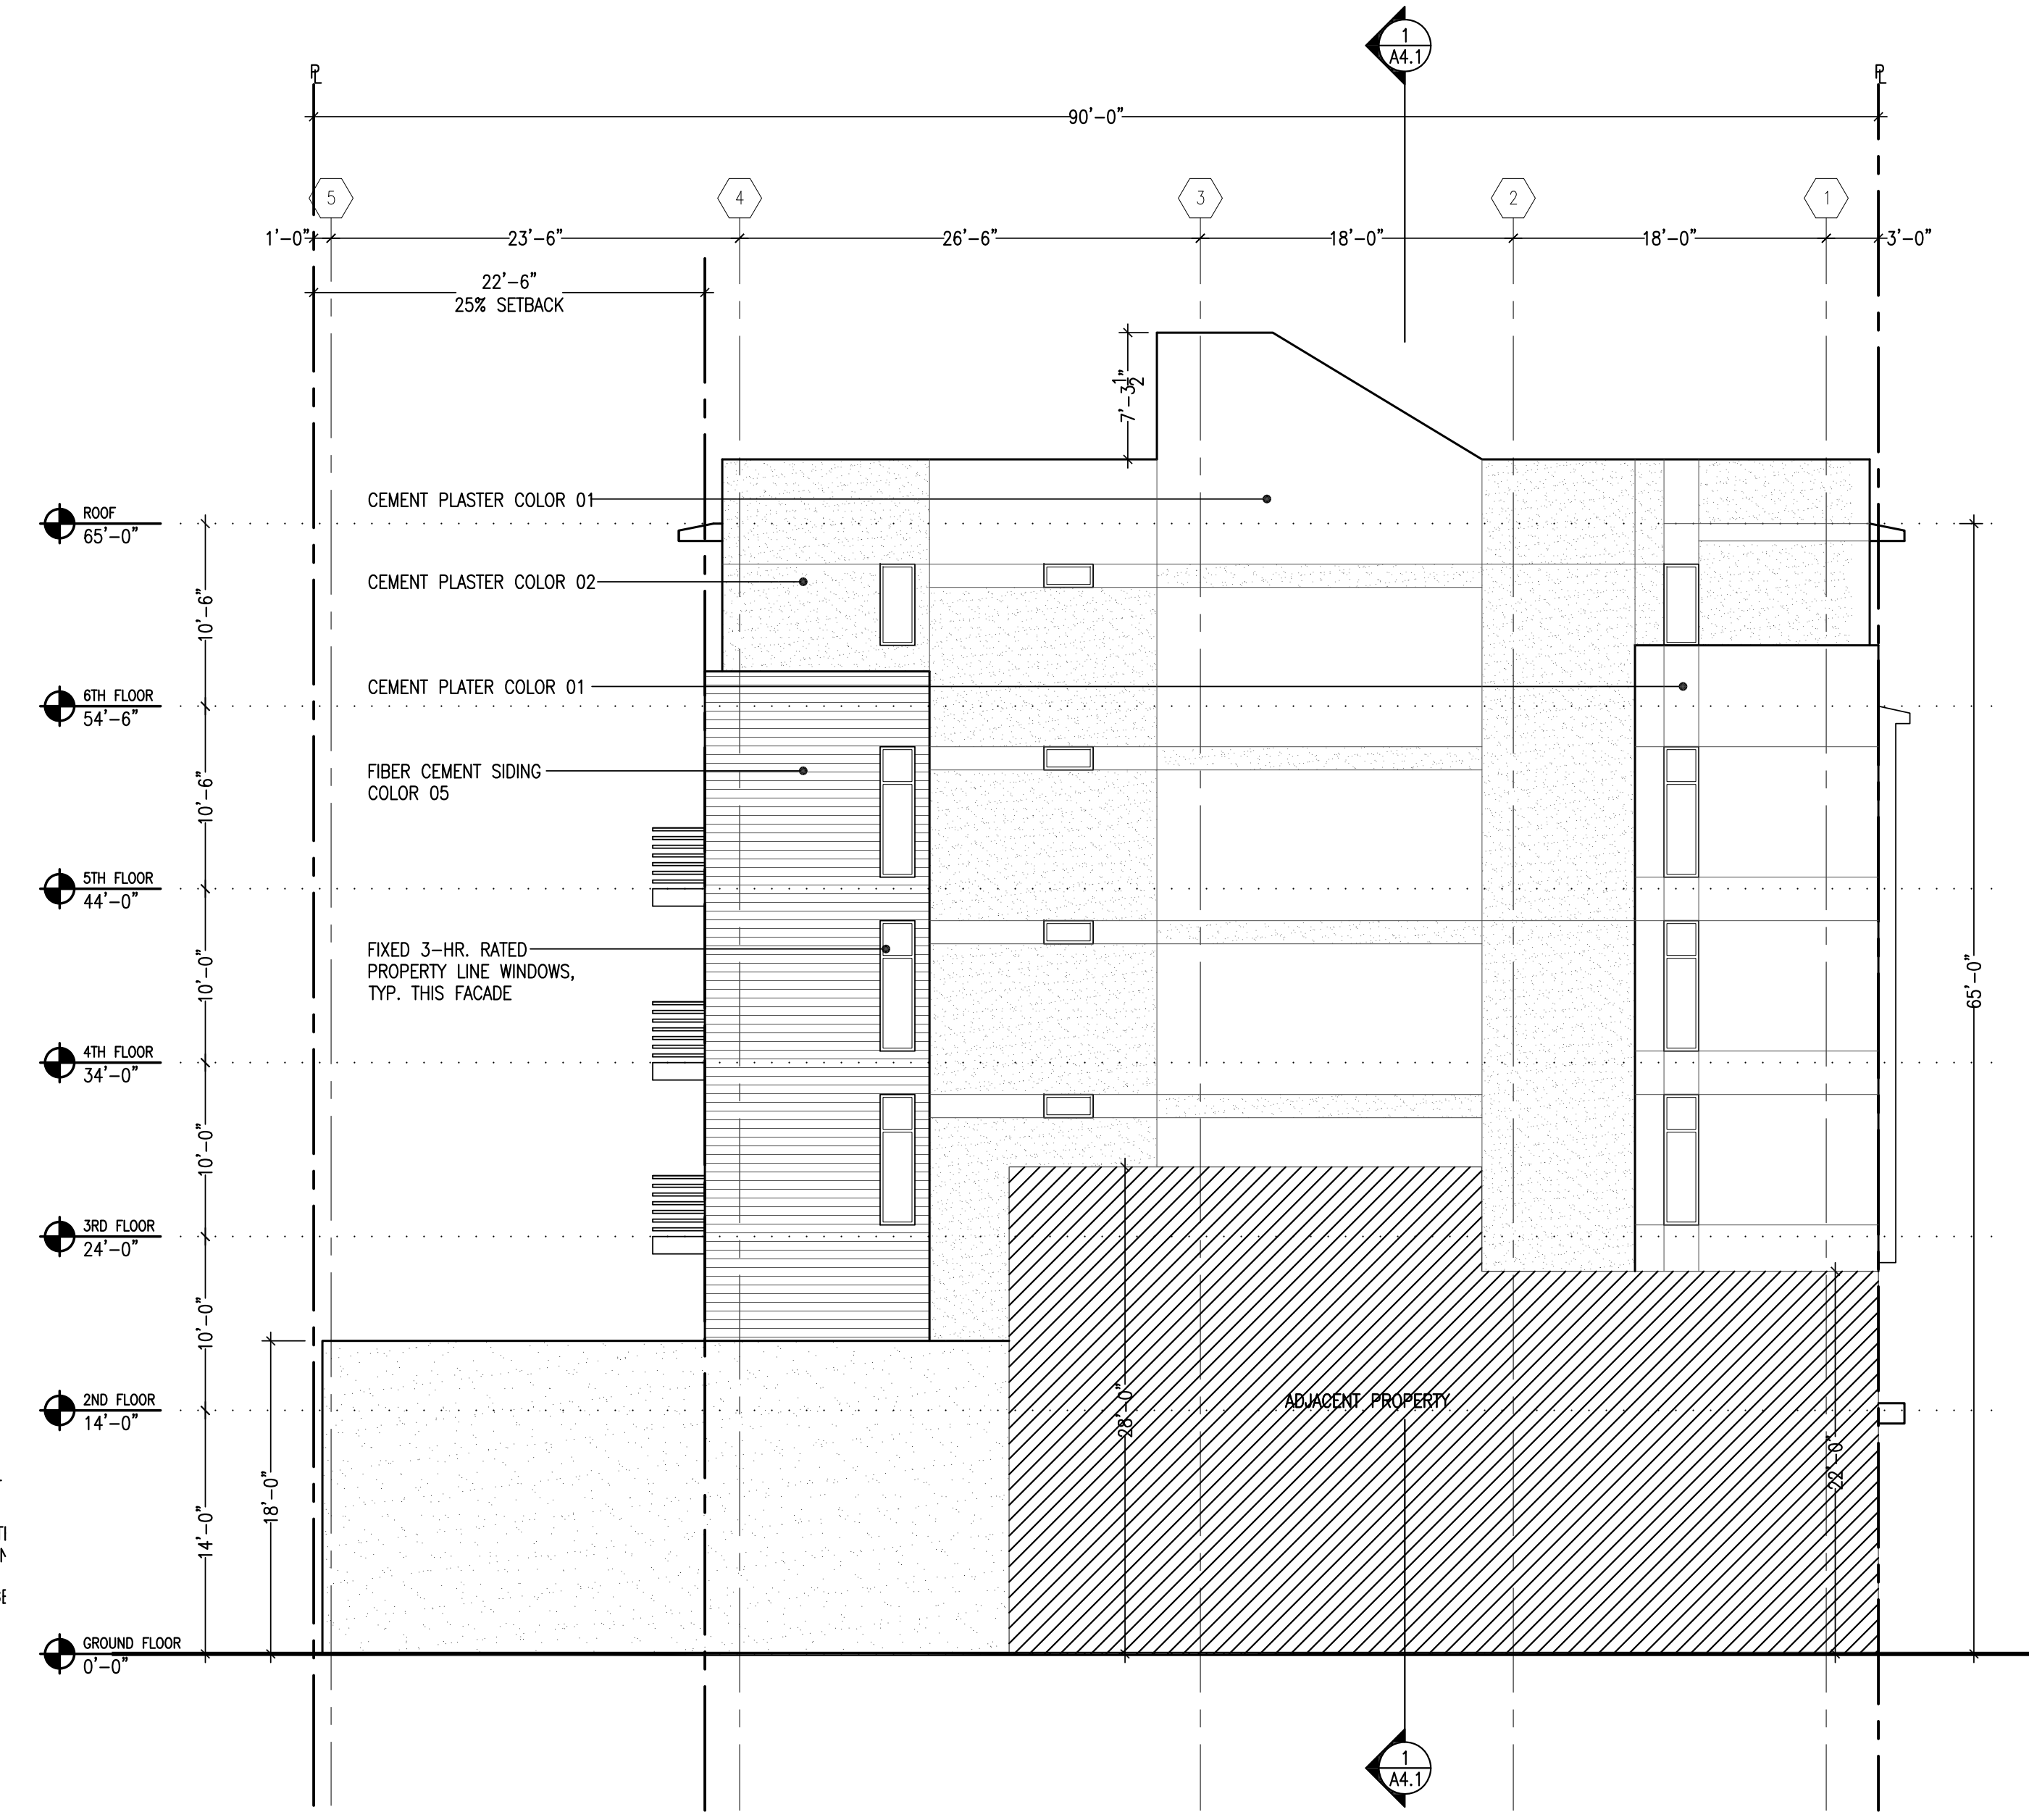 1
A4.1
PL
PL
90'-0"
5
4
3
2
1
1'-0"
23'-6"
26'-6"
18'-0"
18'-0"
3'-0"
22'-6"
25% SETBACK
7'-3 1/2"
CEMENT PLASTER COLOR 01
ROOF
65'-0"
CEMENT PLASTER COLOR 02
10'-6"
CEMENT PLATER COLOR 01
6TH FLOOR
54'-6"
FIBER CEMENT SIDING
COLOR 05
10'-6"
5TH FLOOR
44'-0"
FIXED 3-HR. RATED
PROPERTY LINE WINDOWS,
TYP. THIS FACADE
10'-0"
65'-0"
4TH FLOOR
34'-0"
10'-0"
3RD FLOOR
24'-0"
10'-0"
2ND FLOOR
14'-0"
ADJACENT PROPERTY
28'-0"
22'-0"
18'-0"
14'-0"
GROUND FLOOR
0'-0"
1
A4.1